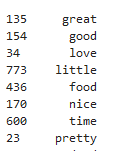 135 great
154 good
34 love
773 little
436 food
170 nice
600 time
23 pretty